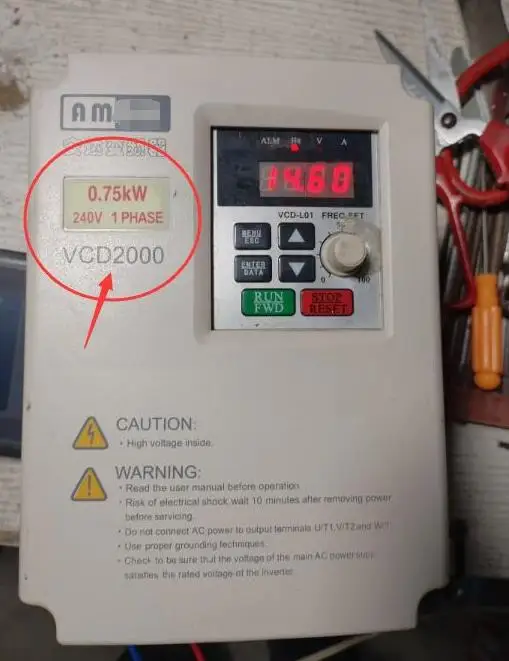 AM
0.75kW
240V 1 PHASE
VCD2000
ALM Hz V A
14.60
VCD-L01 FREQ SET
MENU
ESC
ENTER
DATA
0 100
RUN
FWD
STOP
RESET
CAUTION:
· High voltage inside.
WARNING:
· Read the user manual before operation
· Risk of electrical shock, wait 10 minutes after removing power
before servicing.
· Do not connect AC power to output terminals U/T1,V/T2,and W/T
· Use proper grounding techniques.
· Check to be sure that the voltage of the main AC power
satisfies the rated voltage of the inverter.